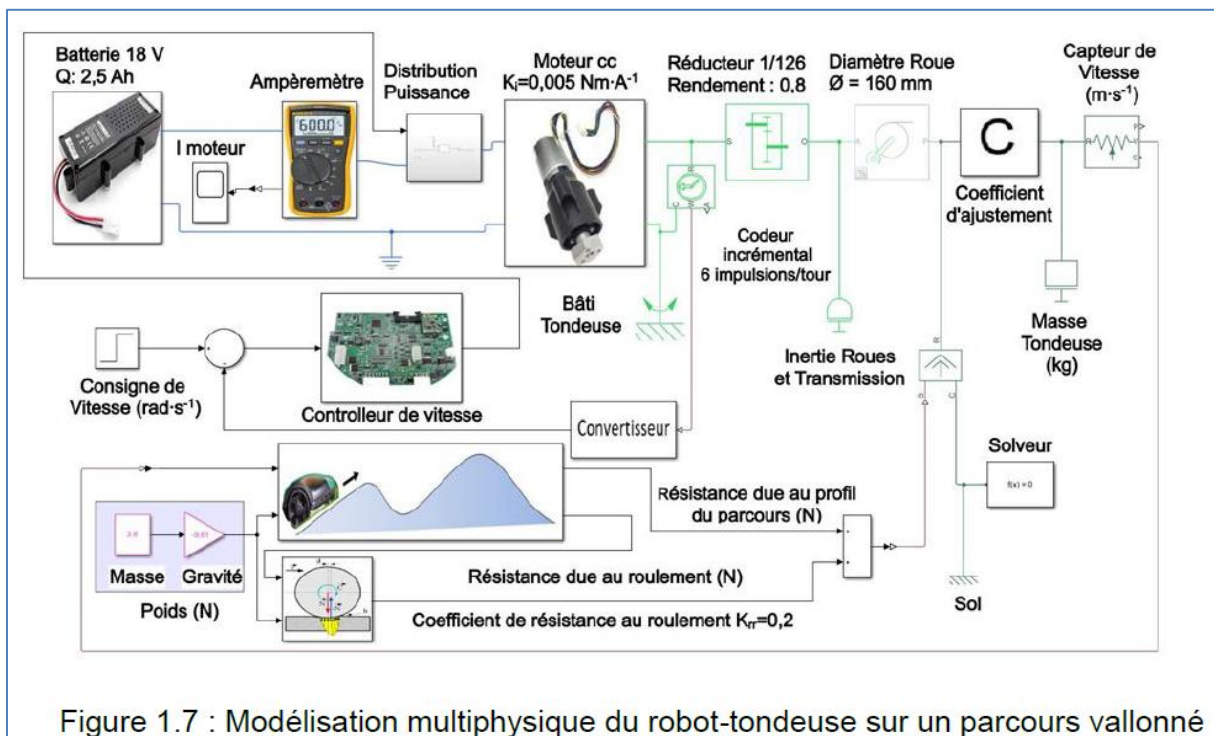 Batterie 18 V
Q: 2,5 Ah
Ampèremètre
I moteur
600.0
Distribution
Puissance
Moteur cc
Kᵢ=0,005 Nm·A⁻¹
Réducteur 1/126
Rendement : 0.8
Diamètre Roue
Ø = 160 mm
C
Coefficient
d'ajustement
Capteur de
Vitesse
(m·s⁻¹)
Codeur
incrémental
6 impulsions/tour
Bâti
Tondeuse
Inertie Roues
et Transmission
Masse
Tondeuse
(kg)
Consigne de
Vitesse (rad·s⁻¹)
Controlleur de vitesse
Convertisseur
Solveur
f(x) = 0
Sol
Résistance due au profil
du parcours (N)
Résistance due au roulement (N)
Coefficient de résistance au roulement Kᵣᵣ=0,2
-9,81
Masse
Gravité
Poids (N)
Figure 1.7 : Modélisation multiphysique du robot-tondeuse sur un parcours vallonné